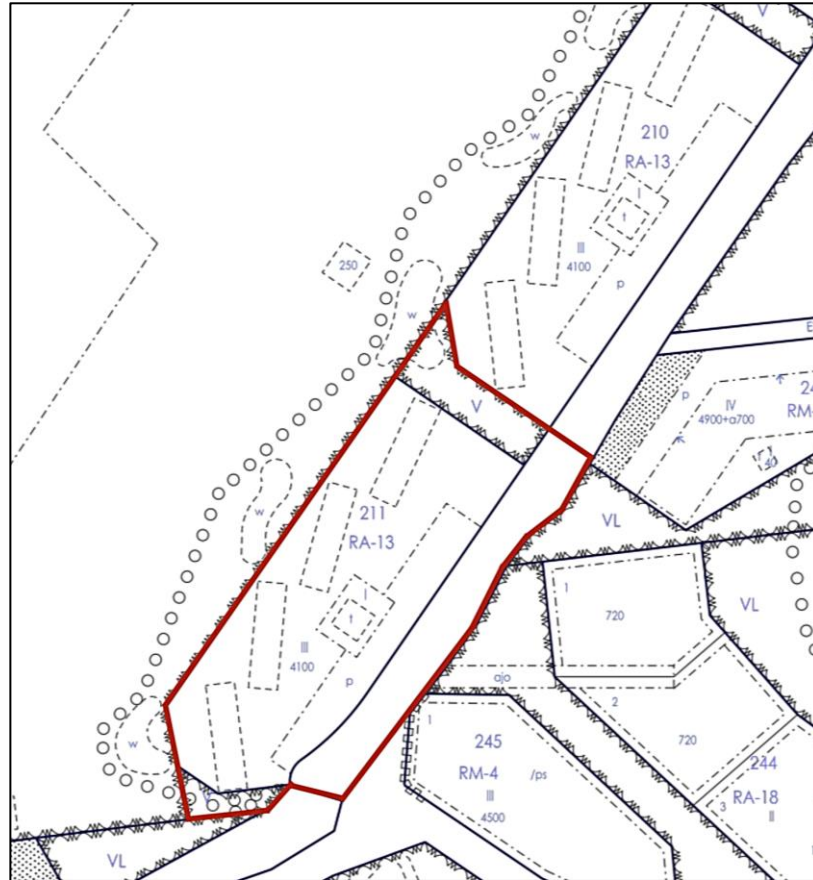 V
210
RA-13
w
I
t
250
III
4100
p
w
E
p
IV
4900+a700
RM-
V
40
w
211
RA-13
VL
I
t
1
720
VL
III
4100
p
ajo
2
w
1
245
RM-4
/ps
III
4500
720
244
RA-18
3
II
VL